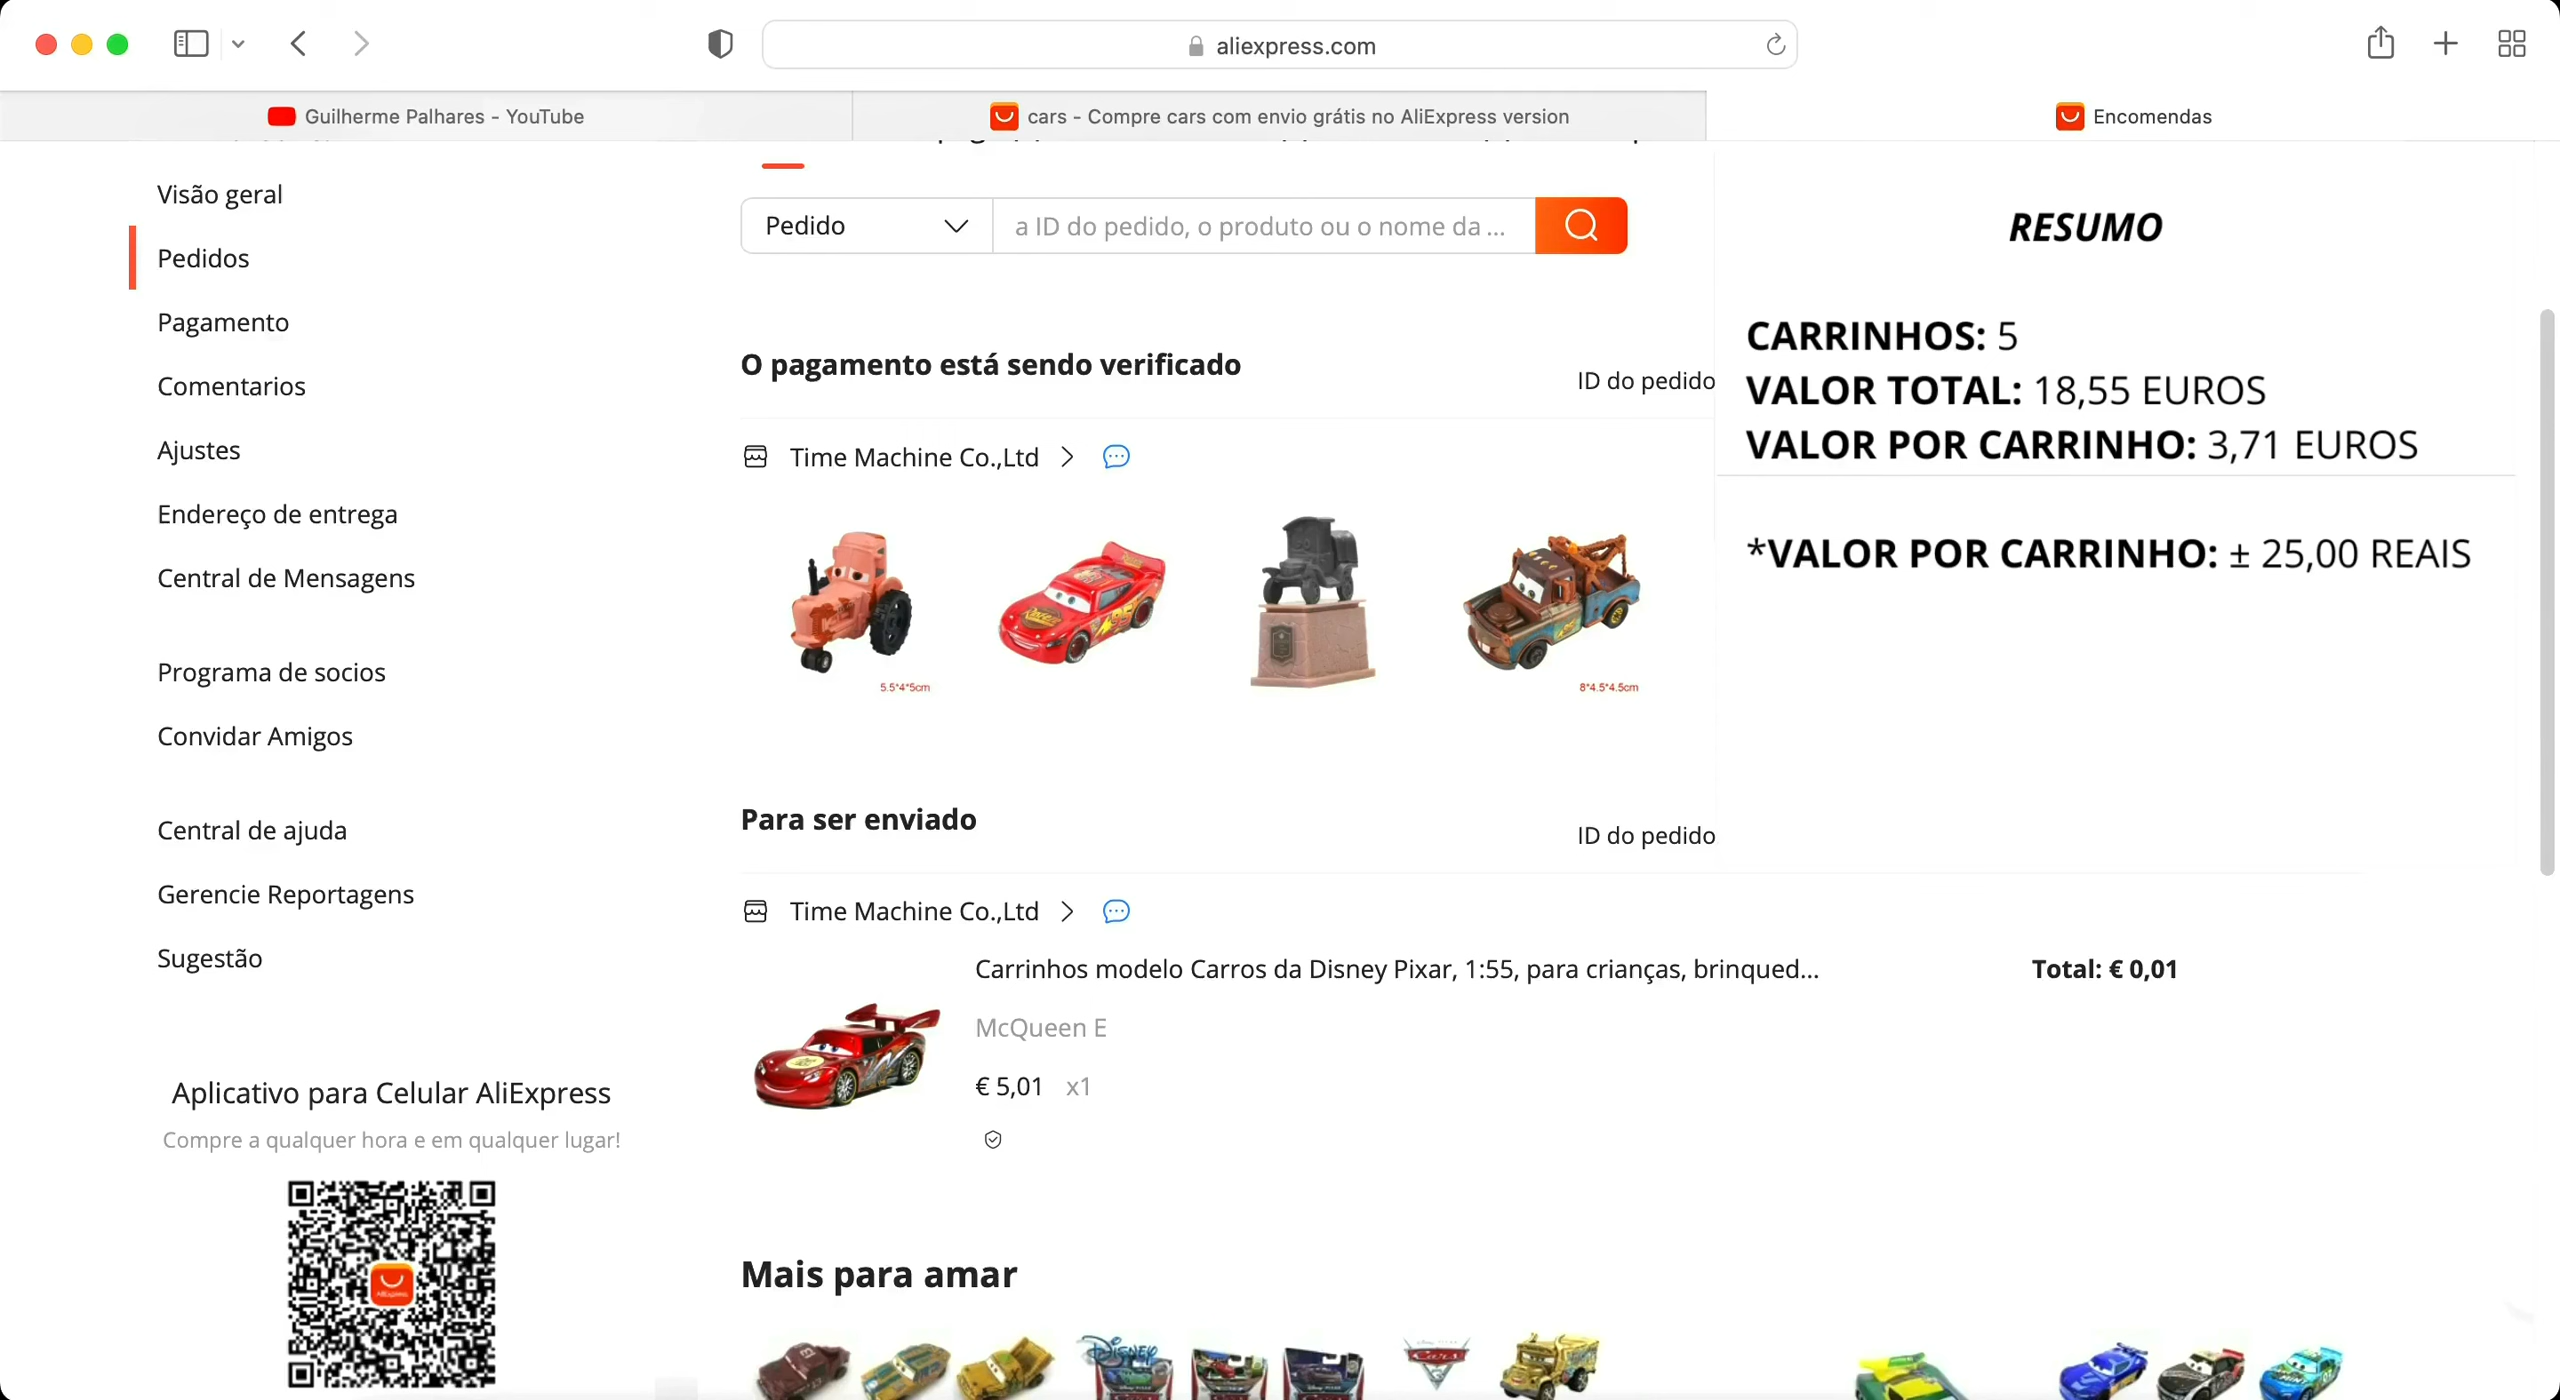 aliexpress.com
Guilherme Palhares - YouTube
cars - Compre cars com envio grátis no AliExpress version
Encomendas
Visão geral
Pedidos
Pagamento
Comentarios
Ajustes
Endereço de entrega
Central de Mensagens
Programa de socios
Convidar Amigos
Central de ajuda
Gerencie Reportagens
Sugestão
Aplicativo para Celular AliExpress
Compre a qualquer hora e em qualquer lugar!
Pedido
a ID do pedido, o produto ou o nome da ...
O pagamento está sendo verificado
ID do pedido
Time Machine Co.,Ltd
5.5*4*5cm
8*4.5*4.5cm
Para ser enviado
ID do pedido
Time Machine Co.,Ltd
Carrinhos modelo Carros da Disney Pixar, 1:55, para crianças, brinqued...
Total: € 0,01
McQueen E
€ 5,01 x1
Mais para amar
Disney
Cars
RESUMO
CARRINHOS: 5
VALOR TOTAL: 18,55 EUROS
VALOR POR CARRINHO: 3,71 EUROS
*VALOR POR CARRINHO: ± 25,00 REAIS